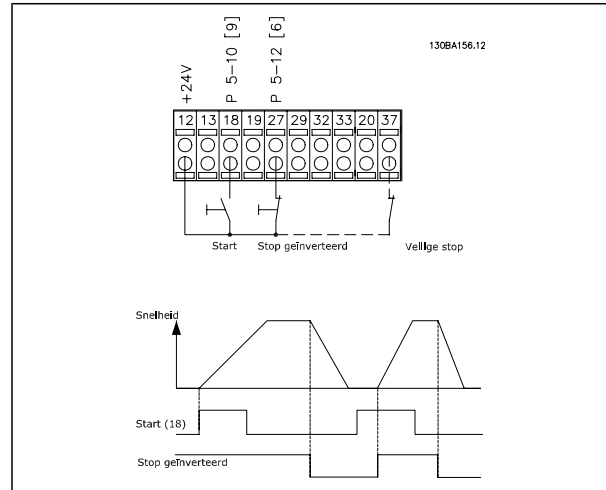 130BA156.12
+24V
P 5-10 [9]
P 5-12 [6]
12 13 18 19 27 29 32 33 20 37
Start Stop geïnverteerd Veilige stop
Snelheid
Start (18)
Stop geïnverteerd